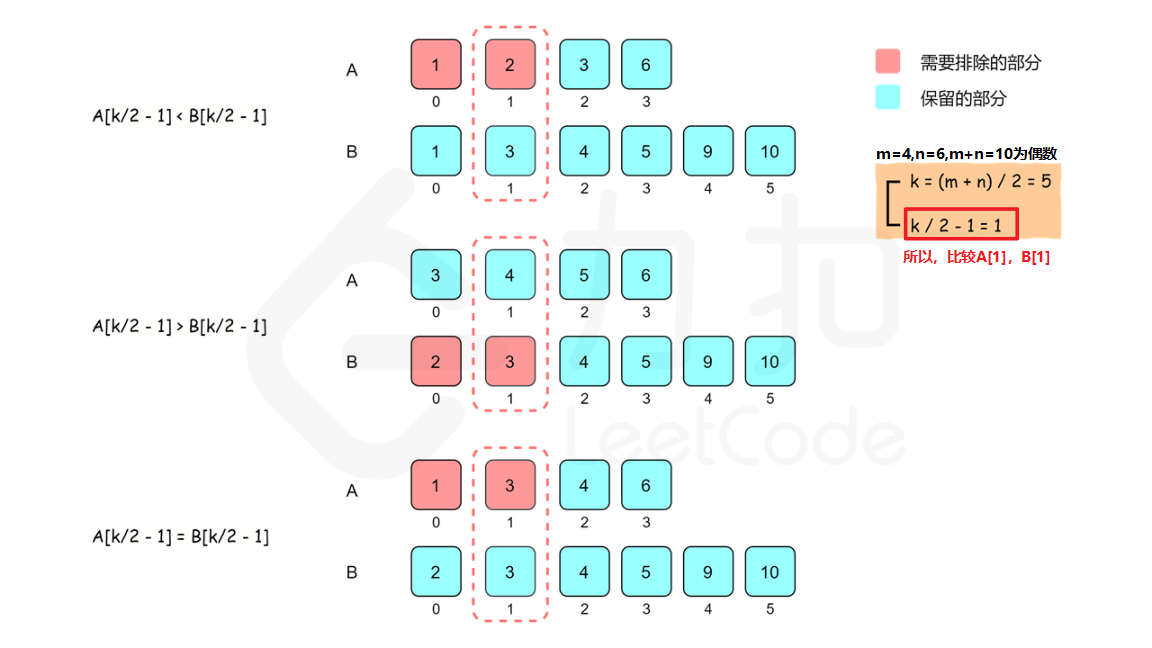 A
1 2 3 6
0 1 2 3
A[k/2 - 1] < B[k/2 - 1]
B
1 3 4 5 9 10
0 1 2 3 4 5
需要排除的部分
保留的部分
m=4,n=6,m+n=10为偶数
k = (m + n) / 2 = 5
k / 2 - 1 = 1
所以，比较A[1]，B[1]
A
3 4 5 6
0 1 2 3
A[k/2 - 1] > B[k/2 - 1]
B
2 3 4 5 9 10
0 1 2 3 4 5
A
1 3 4 6
0 1 2 3
A[k/2 - 1] = B[k/2 - 1]
B
2 3 4 5 9 10
0 1 2 3 4 5
力扣
LeetCode